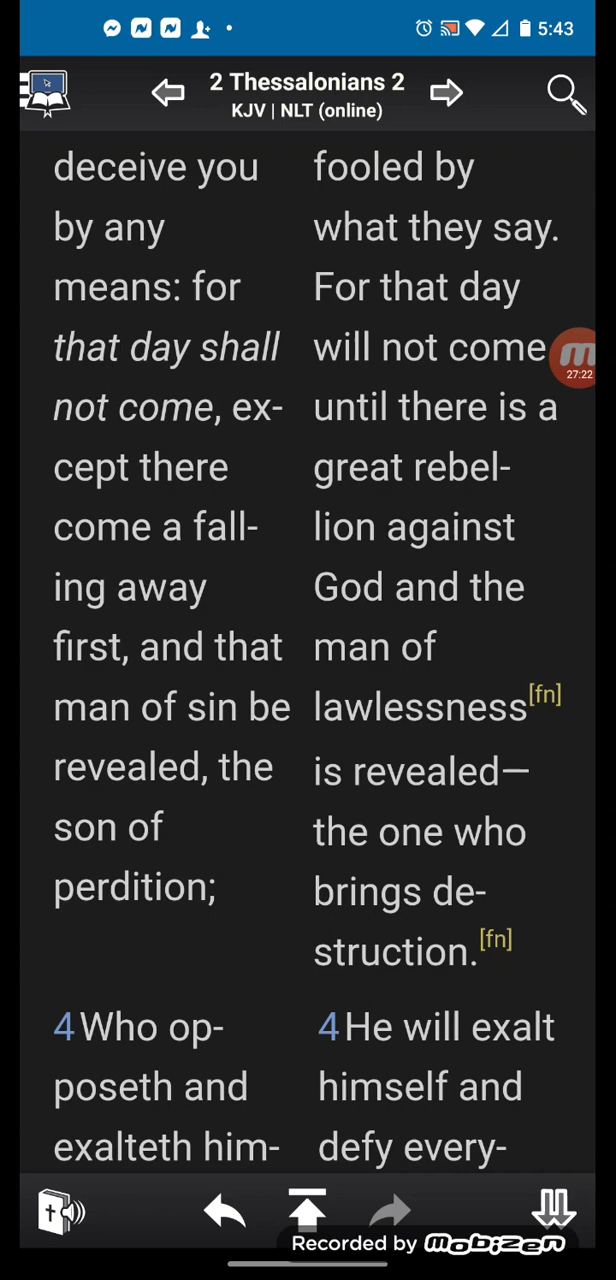 5:43
2 Thessalonians 2
KJV | NLT (online)
deceive you
by any
means: for
that day shall
not come, ex-
cept there
come a fall-
ing away
first, and that
man of sin be
revealed, the
son of
perdition;
4 Who op-
poseth and
exalteth him-
fooled by
what they say.
For that day
will not come
until there is a
great rebel-
lion against
God and the
man of
lawlessness[fn]
is revealed—
the one who
brings de-
struction.[fn]
4 He will exalt
himself and
defy every-
27:22
Recorded by mobizen